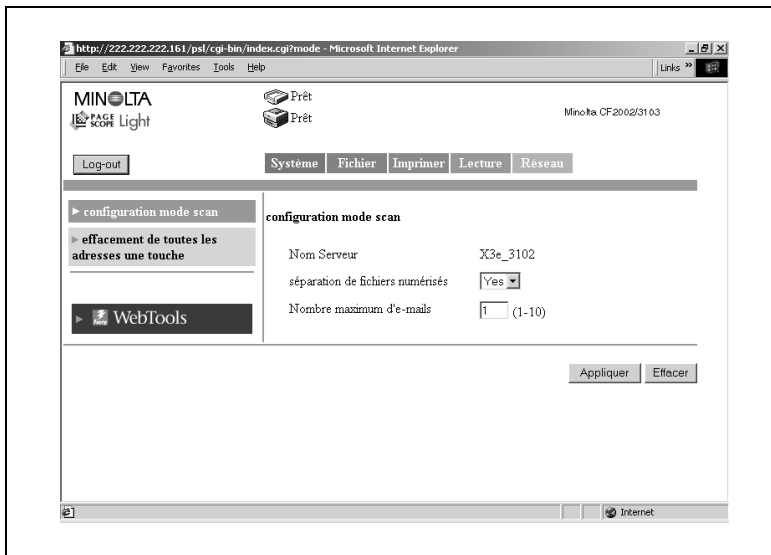 http://222.222.222.161/psl/cgi-bin/index.cgi?mode - Microsoft Internet Explorer
File Edit View Favorites Tools Help Links »
MINOLTA
PAGE SCOPE Light
Prêt
Prêt
Minolta CF2002/3103
Log-out
Système Fichier Imprimer Lecture Réseau
configuration mode scan
effacement de toutes les
adresses une touche
WebTools
configuration mode scan
Nom Serveur X3e_3102
séparation de fichiers numérisés Yes
Nombre maximum d'e-mails 1 (1-10)
Appliquer Effacer
Internet